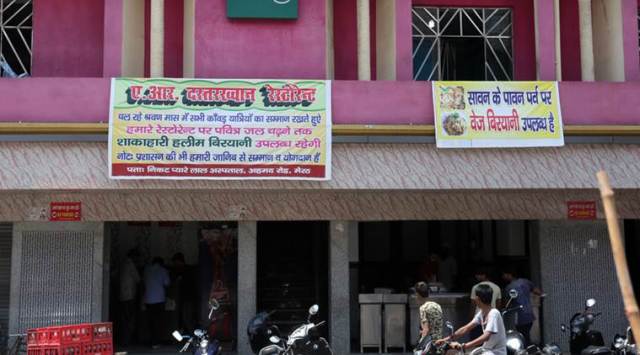 ए.आर. दस्तरख्वान रेस्टोरेन्ट
चल रहे श्रवण मास में सभी काँवड़ यात्रियों का सम्मान रखते हुऐ
हमारे रेस्टोरेन्ट पर पवित्र जल चढ़ने तक
शाकाहारी हलीम बिरयानी उपलब्ध रहेगी
नोटः प्रशासन की भी हमारी जानिब से सम्मान व योगदान हैं
पताः निकट प्यारे लाल अस्पताल, अहमद रोड़, मेरठ
सावन के पावन पर्व पर
वेज बिरयानी उपलब्ध है